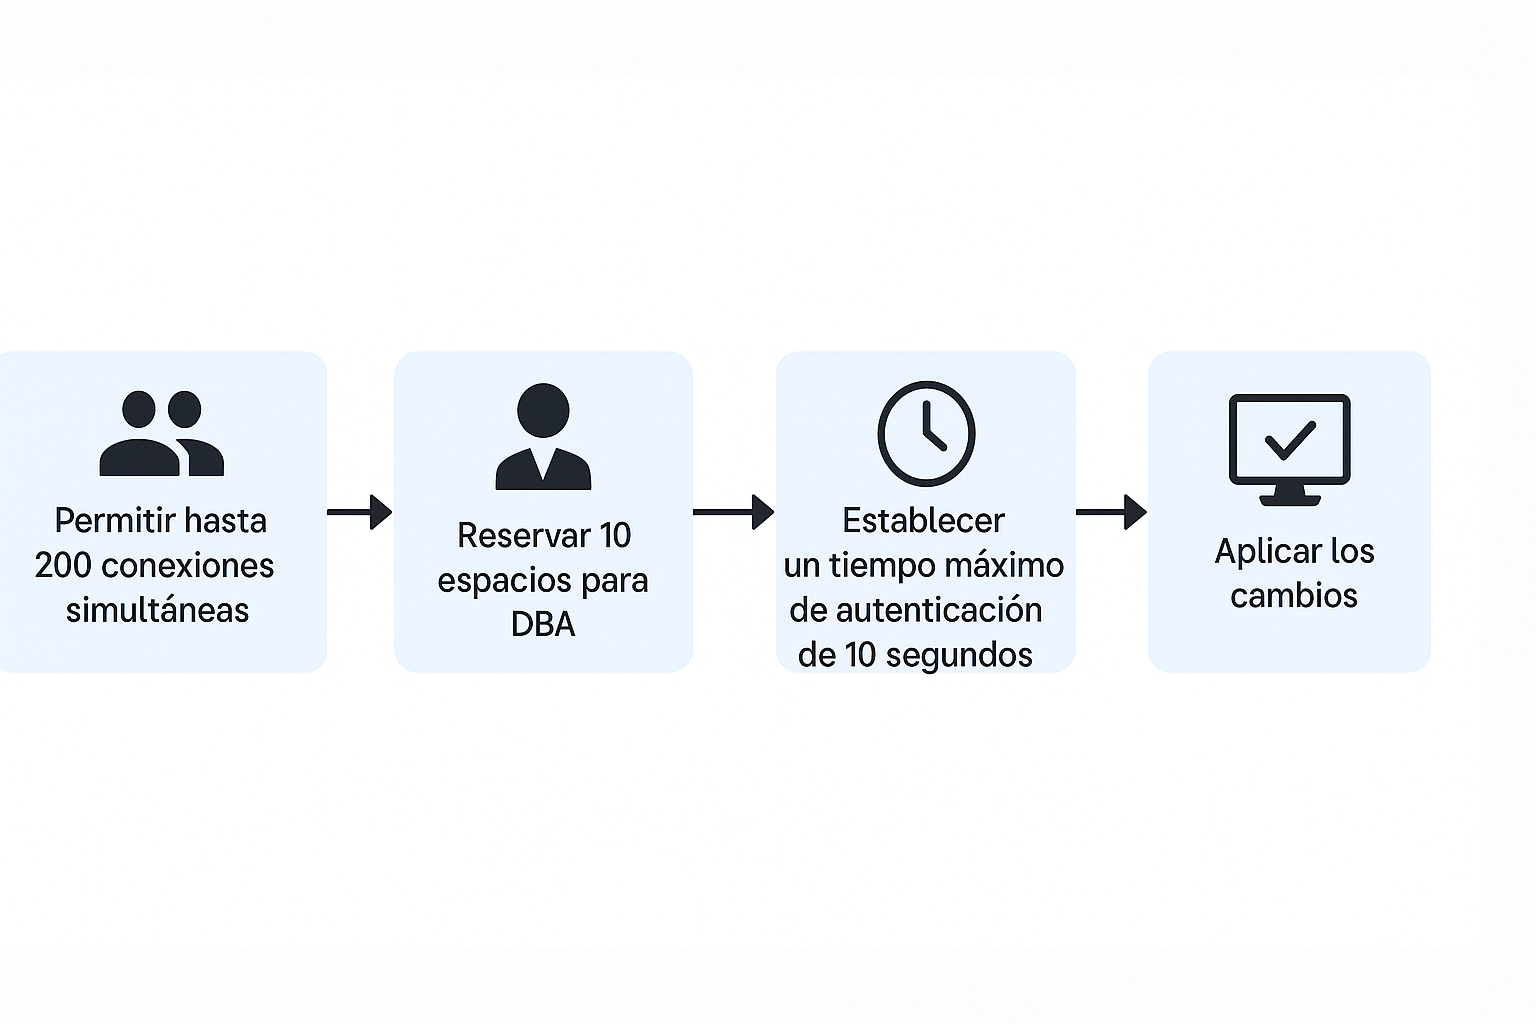 Permitir hasta
200 conexiones
simultáneas
Reservar 10
espacios para
DBA
Establecer
un tiempo máximo
de autenticación
de 10 segundos
Aplicar los
cambios